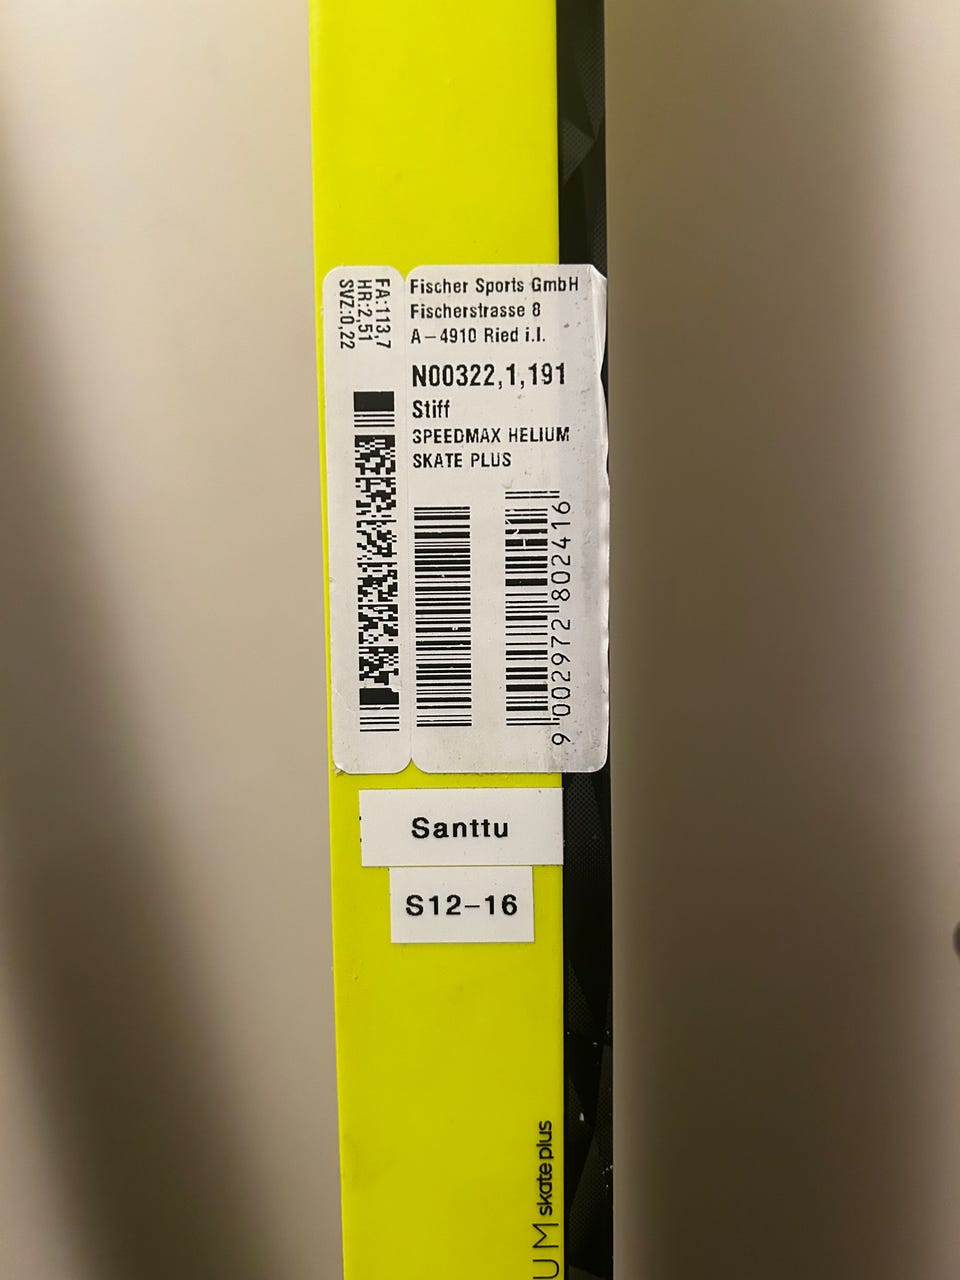 FA:113,7
HR:2,51
SVZ:0,22
Fischer Sports GmbH
Fischerstrasse 8
A–4910 Ried i.I.
N00322,1,191
Stiff
SPEEDMAX HELIUM
SKATE PLUS
9 002972 802416
Santtu
S12–16
UM skate plus